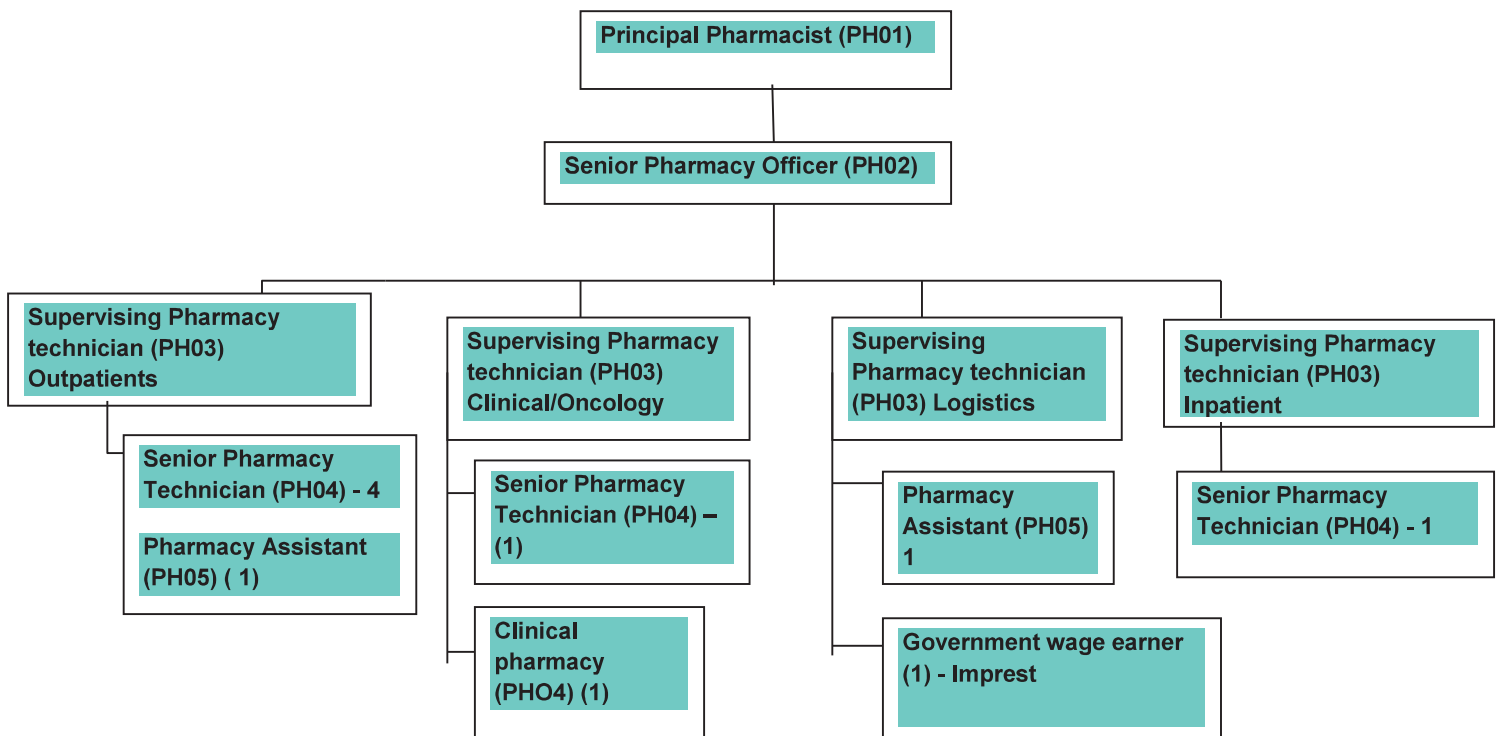 Principal Pharmacist (PH01)
Senior Pharmacy Officer (PH02)
Supervising Pharmacy
technician (PH03)
Outpatients
Senior Pharmacy
Technician (PH04) - 4
Pharmacy Assistant
(PH05) ( 1)
Supervising Pharmacy
technician (PH03)
Clinical/Oncology
Senior Pharmacy
Technician (PH04) –
(1)
Clinical
pharmacy
(PHO4) (1)
Supervising
Pharmacy technician
(PH03) Logistics
Pharmacy
Assistant (PH05)
1
Government wage earner
(1) - Imprest
Supervising Pharmacy
technician (PH03)
Inpatient
Senior Pharmacy
Technician (PH04) - 1